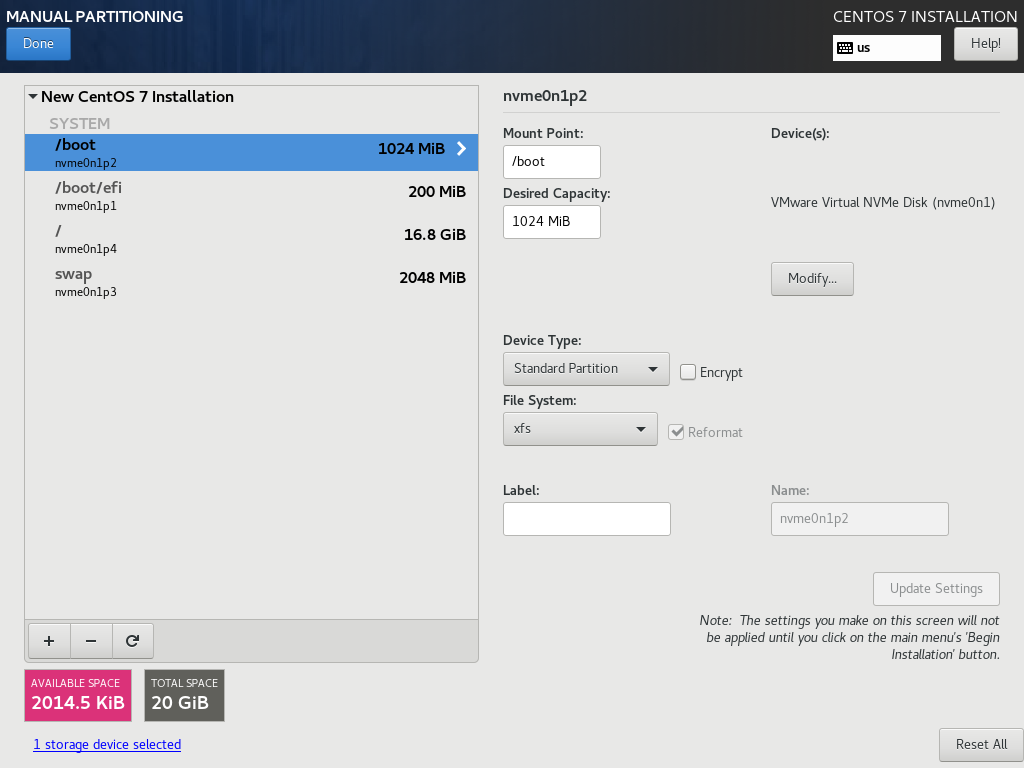 MANUAL PARTITIONING
CENTOS 7 INSTALLATION
Done
us
Help!
New CentOS 7 Installation
SYSTEM
/boot
1024 MiB
nvme0n1p2
/boot/efi
200 MiB
nvme0n1p1
/
16.8 GiB
nvme0n1p4
swap
2048 MiB
nvme0n1p3
+ −
AVAILABLE SPACE
2014.5 KiB
TOTAL SPACE
20 GiB
1 storage device selected
nvme0n1p2
Mount Point:
/boot
Desired Capacity:
1024 MiB
Device(s):
VMware Virtual NVMe Disk (nvme0n1)
Modify...
Device Type:
Standard Partition
Encrypt
File System:
xfs
Reformat
Label:
Name:
nvme0n1p2
Update Settings
Note: The settings you make on this screen will not
be applied until you click on the main menu's 'Begin
Installation' button.
Reset All